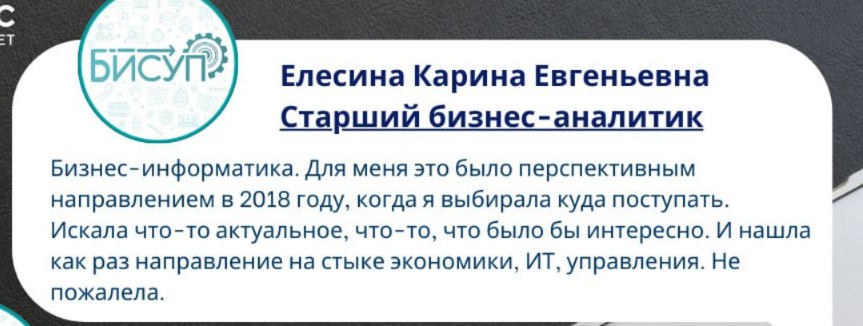 С
ЕТ
БИСУП
Елесина Карина Евгеньевна
Старший бизнес-аналитик
Бизнес-информатика. Для меня это было перспективным
направлением в 2018 году, когда я выбирала куда поступать.
Искала что-то актуальное, что-то, что было бы интересно. И нашла
как раз направление на стыке экономики, ИТ, управления. Не
пожалела.